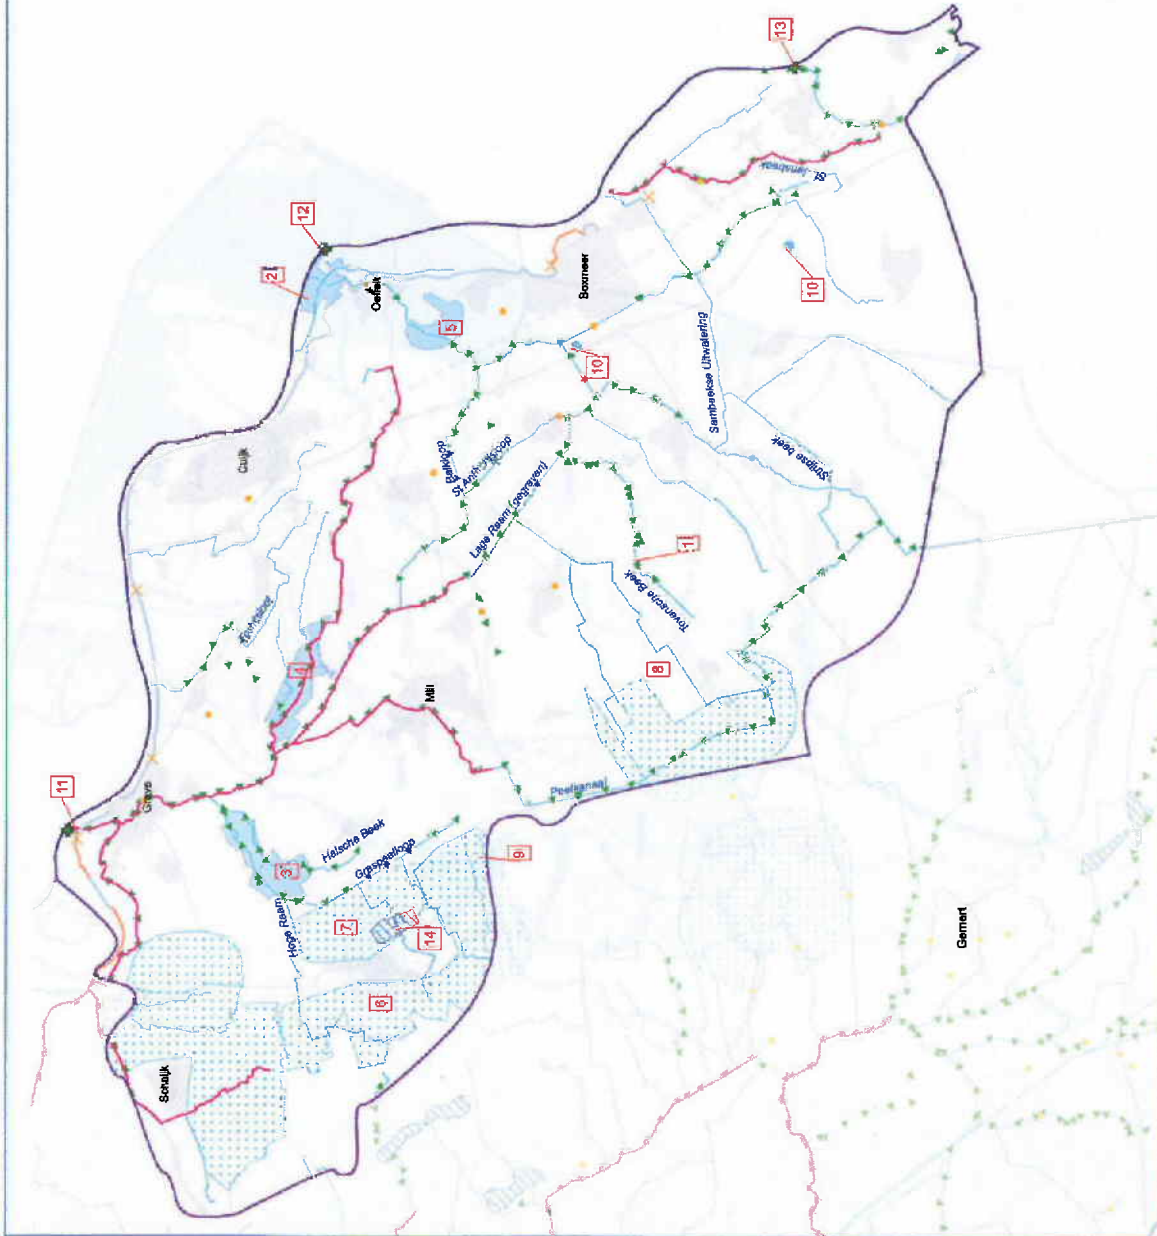 13
12
2
Oeffelt
5
Boxmeer
St Jansbeek
10
10
Sambeekse Uitwatering
Cuijk
Balkloop
St Anthonisloop
Lage Raam (gegraven)
Strijpse beek
1
Tovensche Beek
4
Mill
8
11
Grave
Peelkanaal
3
Halsche Beek
Graspeelloop
9
Hoge Raam
7
14
6
Schaijk
Gemert